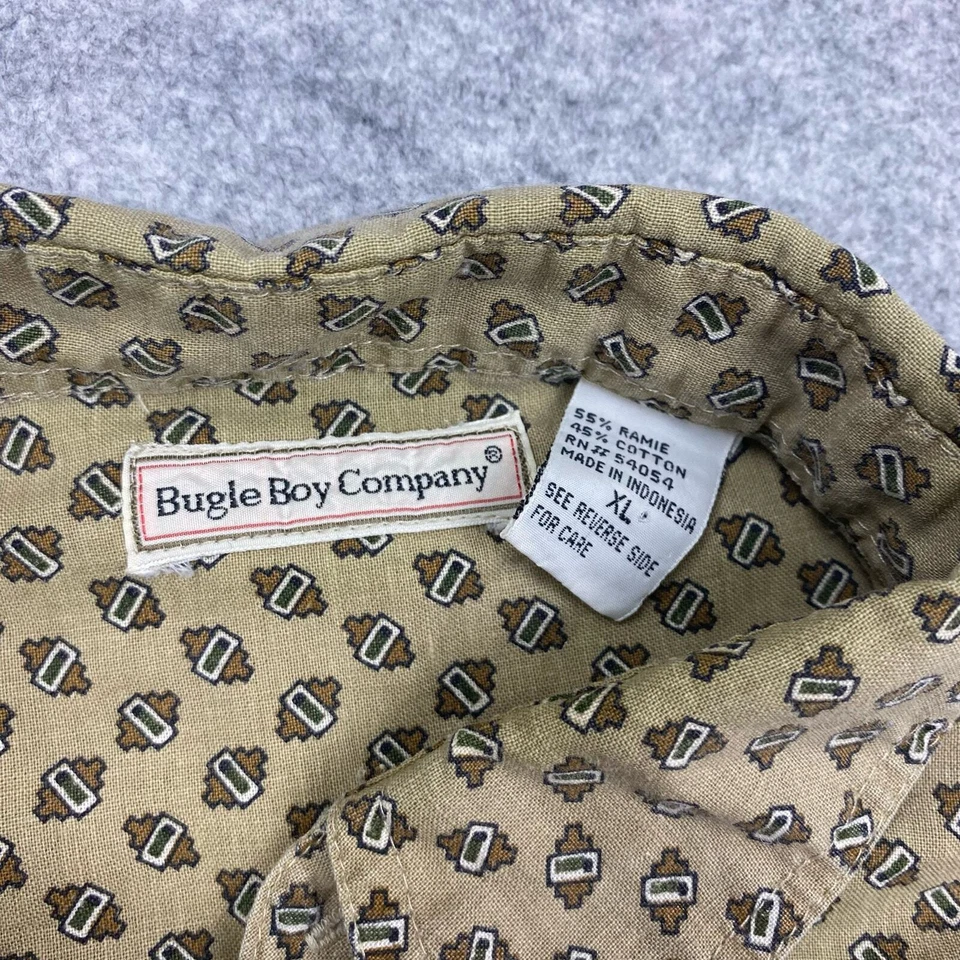 Bugle Boy Company®
55% RAMIE
45% COTTON
RN# 54054
MADE IN INDONESIA
XL
SEE REVERSE SIDE
FOR CARE